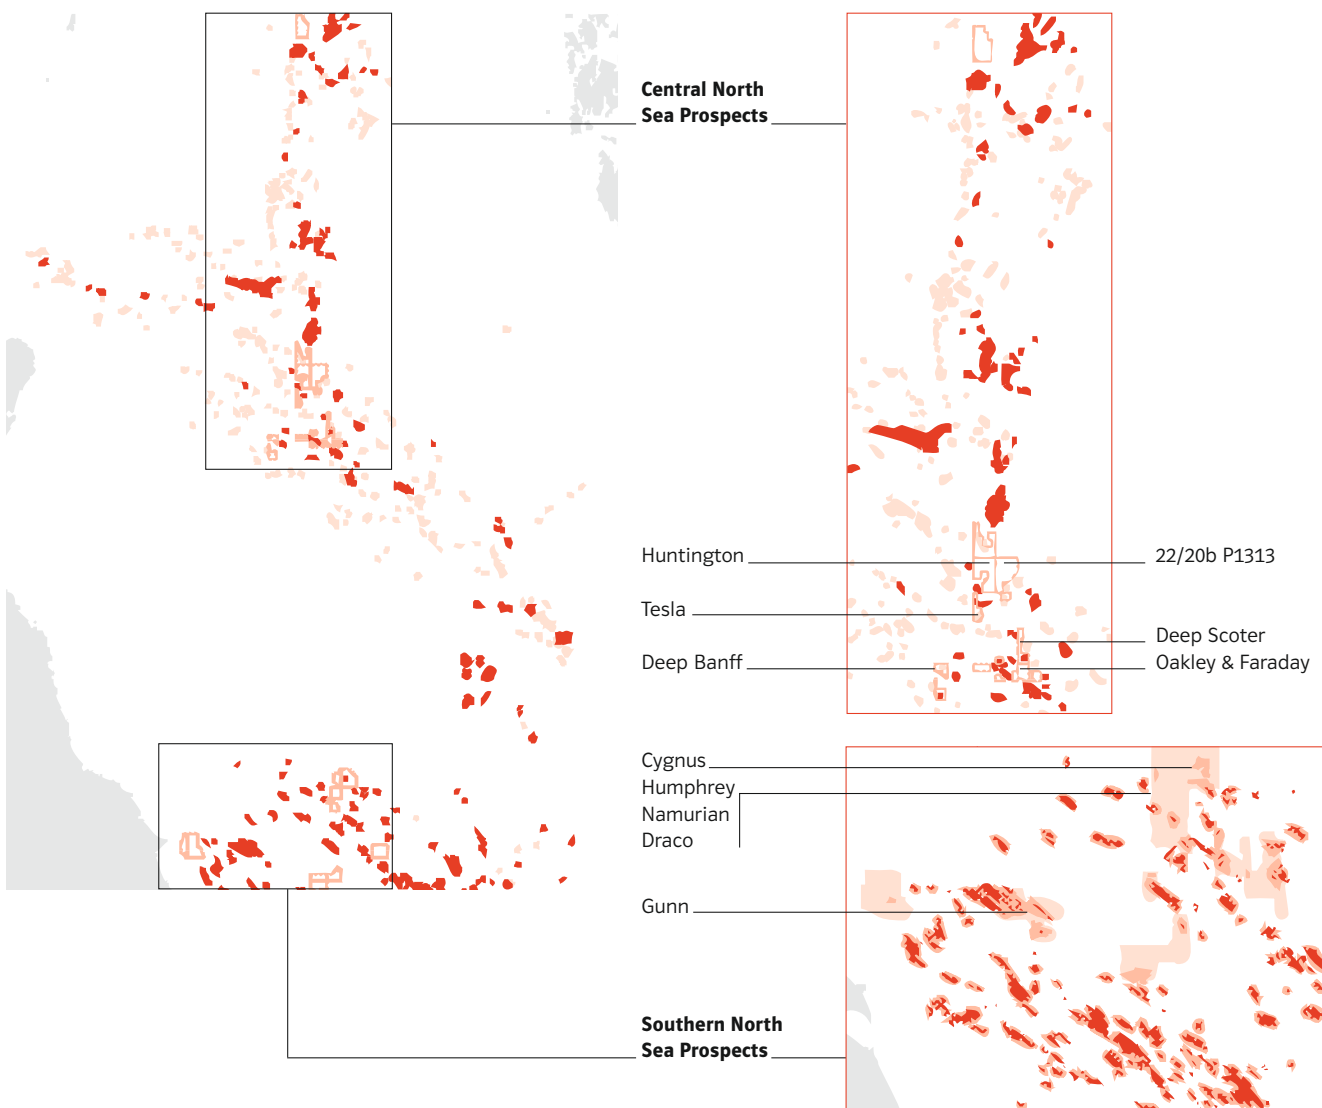 Central North
Sea Prospects
Huntington
22/20b P1313
Tesla
Deep Scoter
Deep Banff
Oakley & Faraday
Cygnus
Humphrey
Namurian
Draco
Gunn
Southern North
Sea Prospects